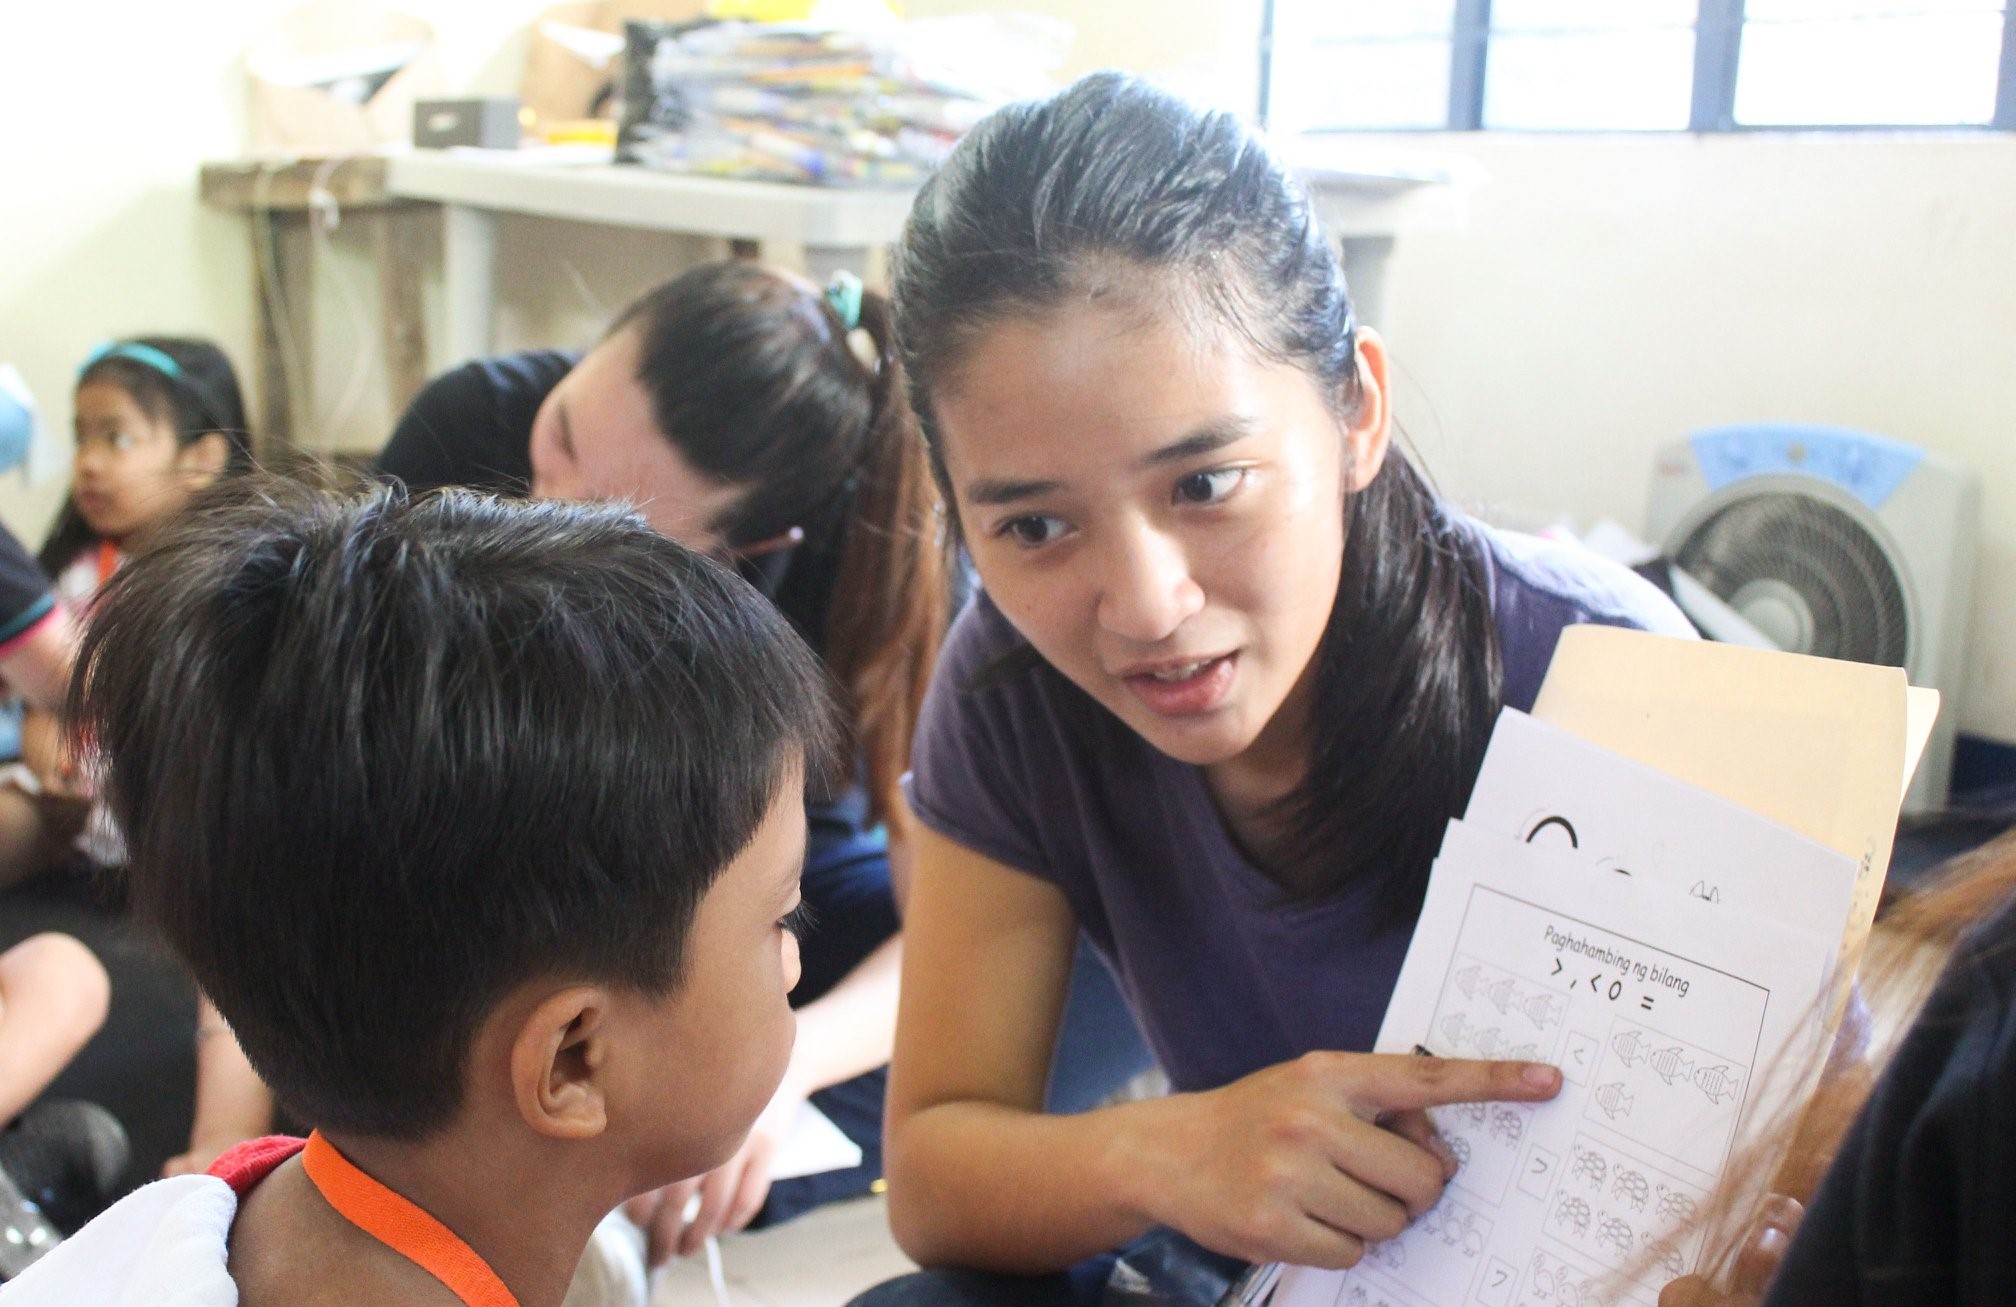 Paghahambing ng bilang
> , < O =
<
>
>